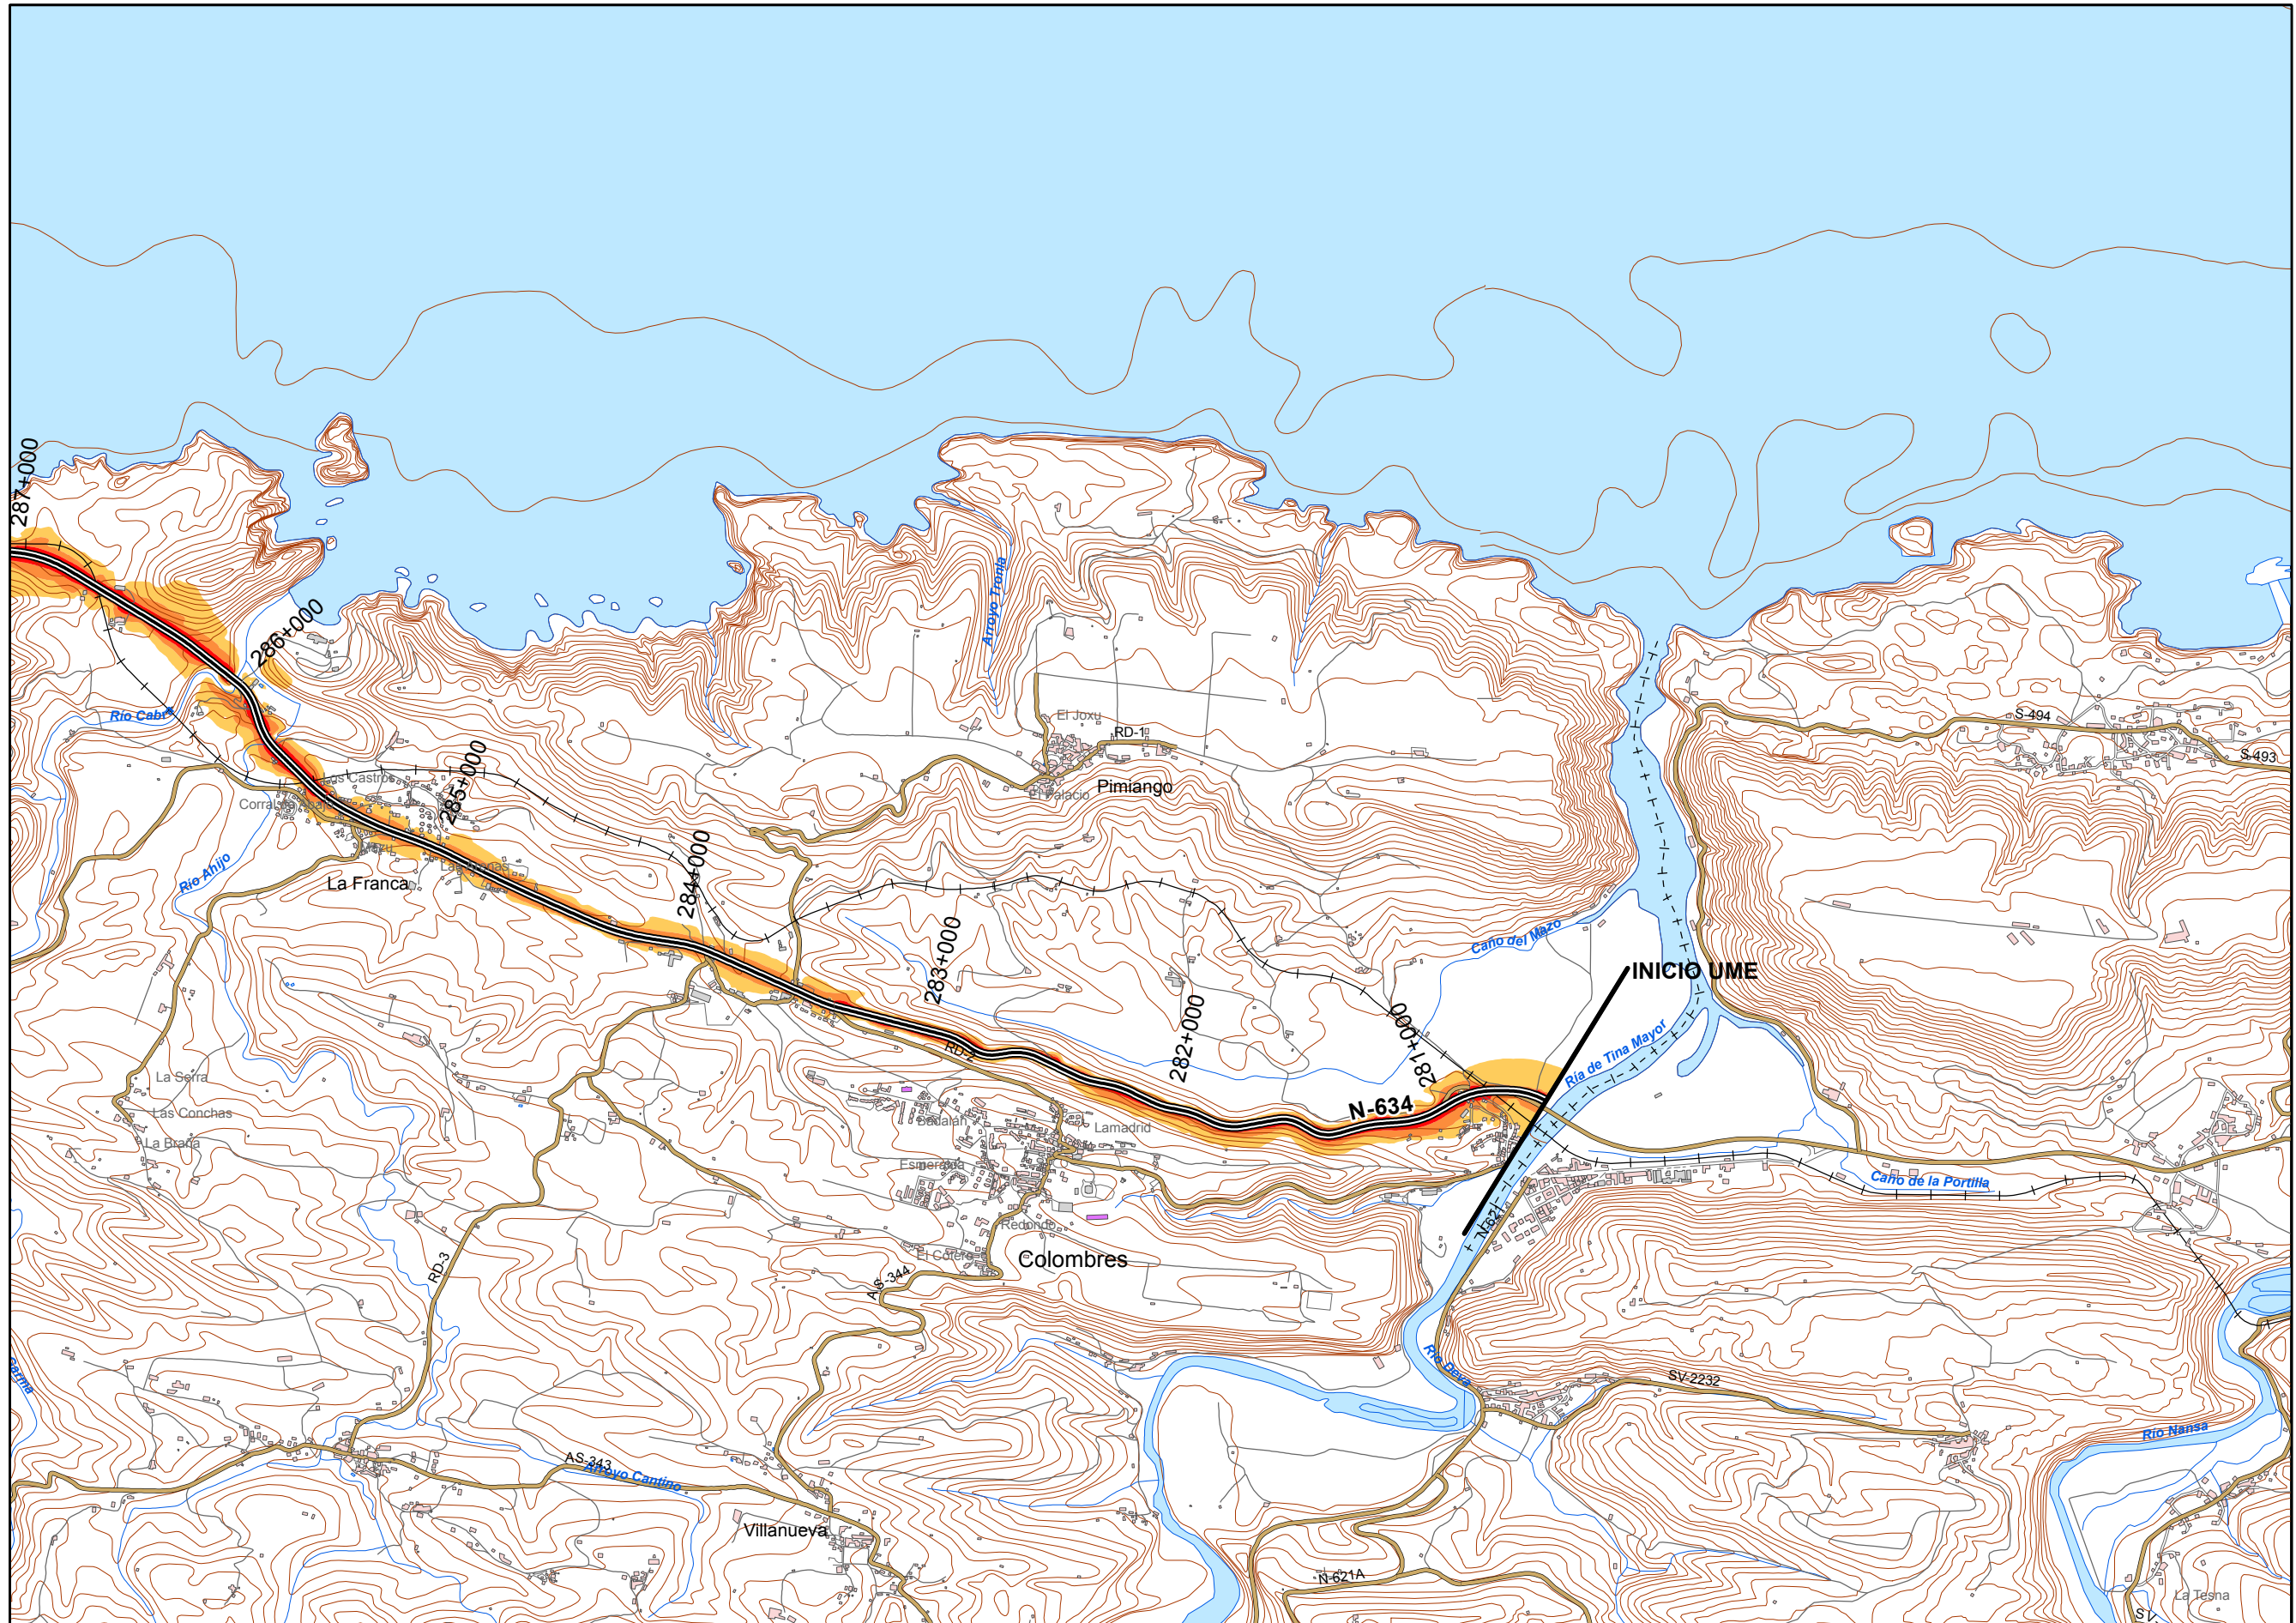 287+000
286+000
Arroyo Tronia
Río Cabra
El Joxu
RD-1
S-494
S-493
285+000
Los Castros
El Palacio
Pimiango
Río Ahijo
La Franca
284+000
283+000
Caño del Mazo
INICIO UME
282+000
281+000
Ría de Tina Mayor
RD-2
N-634
La Serra
Las Conchas
La Braña
Badalán
Lamadrid
Esmeralda
Caño de la Portilla
Redondo
N-621
El Cotero
Colombres
RD-3
AS-344
Río Deva
SV-2232
Río Nansa
AS-343
Arroyo Cantino
Villanueva
N-621A
La Tesna